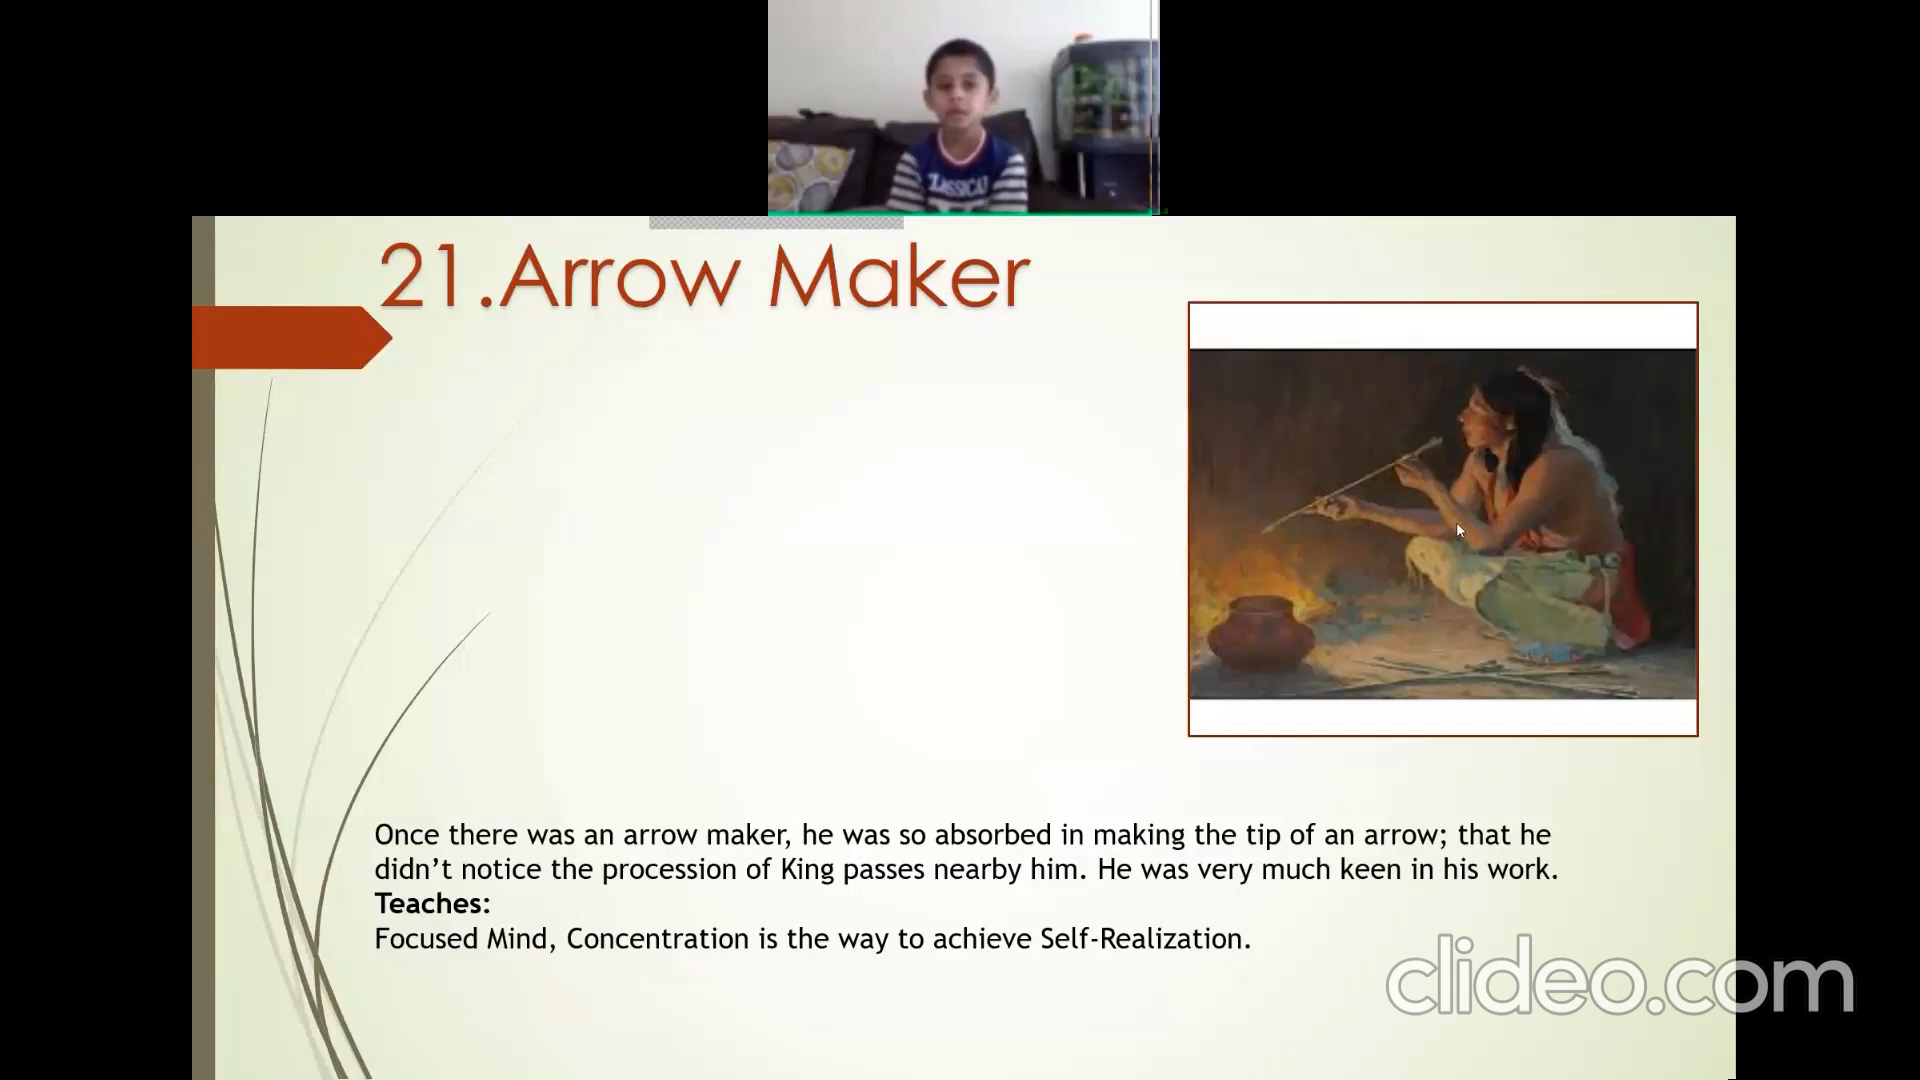 CLASSICAL
21.Arrow Maker
Once there was an arrow maker, he was so absorbed in making the tip of an arrow; that he
didn’t notice the procession of King passes nearby him. He was very much keen in his work.
Teaches:
Focused Mind, Concentration is the way to achieve Self-Realization.
clideo.com